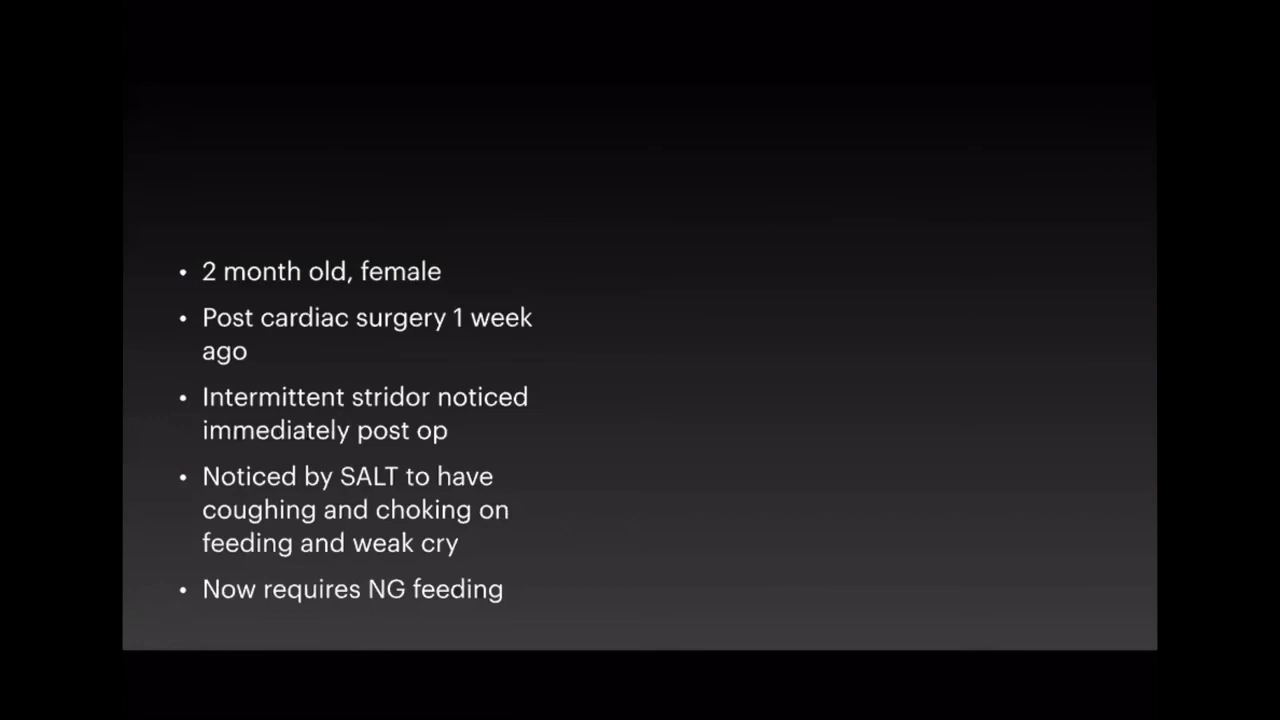 • 2 month old, female
• Post cardiac surgery 1 week
ago
• Intermittent stridor noticed
immediately post op
• Noticed by SALT to have
coughing and choking on
feeding and weak cry
• Now requires NG feeding